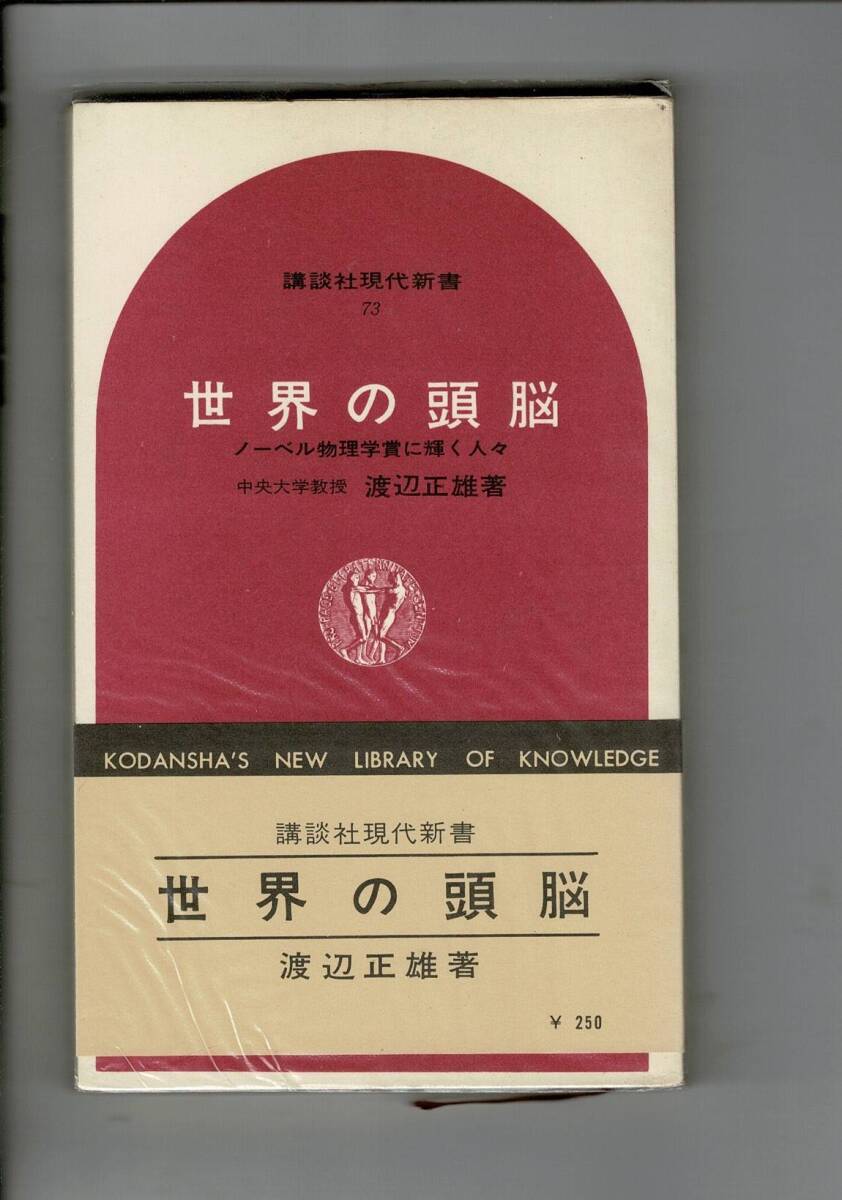 講談社現代新書
73
世界の頭脳
ノーベル物理学賞に輝く人々
中央大学教授 渡辺正雄著
KODANSHA'S NEW LIBRARY OF KNOWLEDGE
講談社現代新書
世界の頭脳
渡辺正雄著
¥ 250